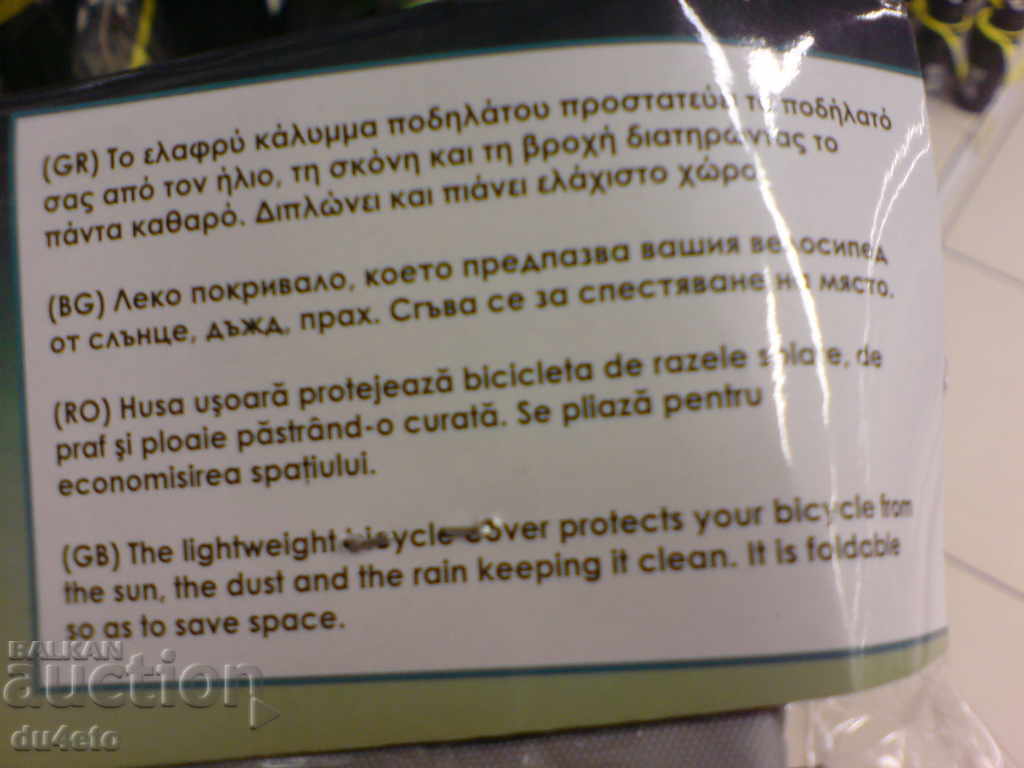 (GR) Το ελαφρύ κάλυμμα ποδηλάτου προστατεύει το ποδήλατό
σας από τον ήλιο, τη σκόνη και τη βροχή διατηρώντας το
πάντα καθαρό. Διπλώνει και πιάνει ελάχιστο χώρο.
(BG) Леко покривало, което предпазва вашия велосипед
от слънце, дъжд, прах. Сгъва се за спестяване на място.
(RO) Husa uşoară protejează bicicleta de razele solare, de
praf şi ploaie păstrând-o curată. Se pliază pentru
economisirea spațiului.
(GB) The lightweight bicycle cover protects your bicycle from
the sun, the dust and the rain keeping it clean. It is foldable
so as to save space.
BALKAN
auction
du4eto